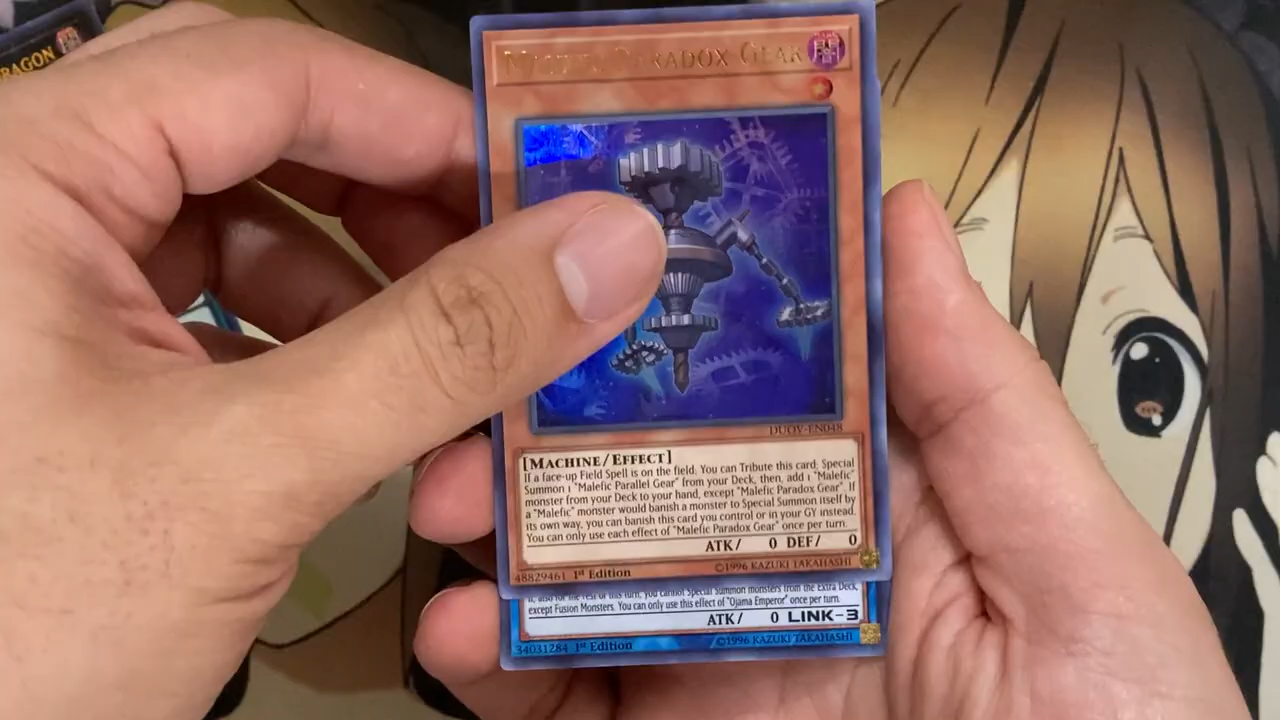 RAGON
Malefic Paradox Gear
DUOV-EN048
[Machine/Effect]
If a face-up Field Spell is on the field: You can Tribute this card; Special
Summon 1 "Malefic Parallel Gear" from your Deck, then, add 1 "Malefic"
monster from your Deck to your hand, except "Malefic Paradox Gear". If
a "Malefic" monster would banish a monster to Special Summon itself by
its own way, you can banish this card you control or in your GY instead.
You can only use each effect of "Malefic Paradox Gear" once per turn.
ATK/ 0 DEF/ 0
48829461 1st Edition ©1996 KAZUKI TAKAHASHI
it, also for the rest of this turn, you cannot Special Summon monsters from the Extra Deck,
except Fusion Monsters. You can only use this effect of "Ojama Emperor" once per turn.
ATK/ 0 LINK-3
34031284 1st Edition ©1996 KAZUKI TAKAHASHI